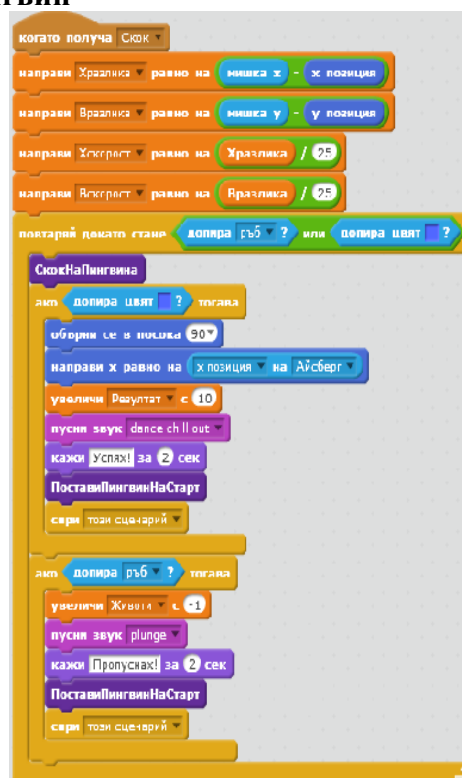 когато получа Скок
направи Хразлика равно на мишка x - x позиция
направи Вразлика равно на мишка y - y позиция
направи Хскорост равно на Хразлика / 25
направи Вскорост равно на Вразлика / 25
повтаряй докато стане допира ръб ? или допира цвят ?
СкокНаПингвина
ако допира цвят ? тогава
обърни се в посока 90
направи x равно на x позиция на Айсберг
увеличи Резултат с 10
пусни звук dance chill out
кажи Успях! за 2 сек
ПоставиПингвинНаСтарт
спри този сценарий
ако допира ръб ? тогава
увеличи Животи с -1
пусни звук plunge
кажи Пропуснах! за 2 сек
ПоставиПингвинНаСтарт
спри този сценарий